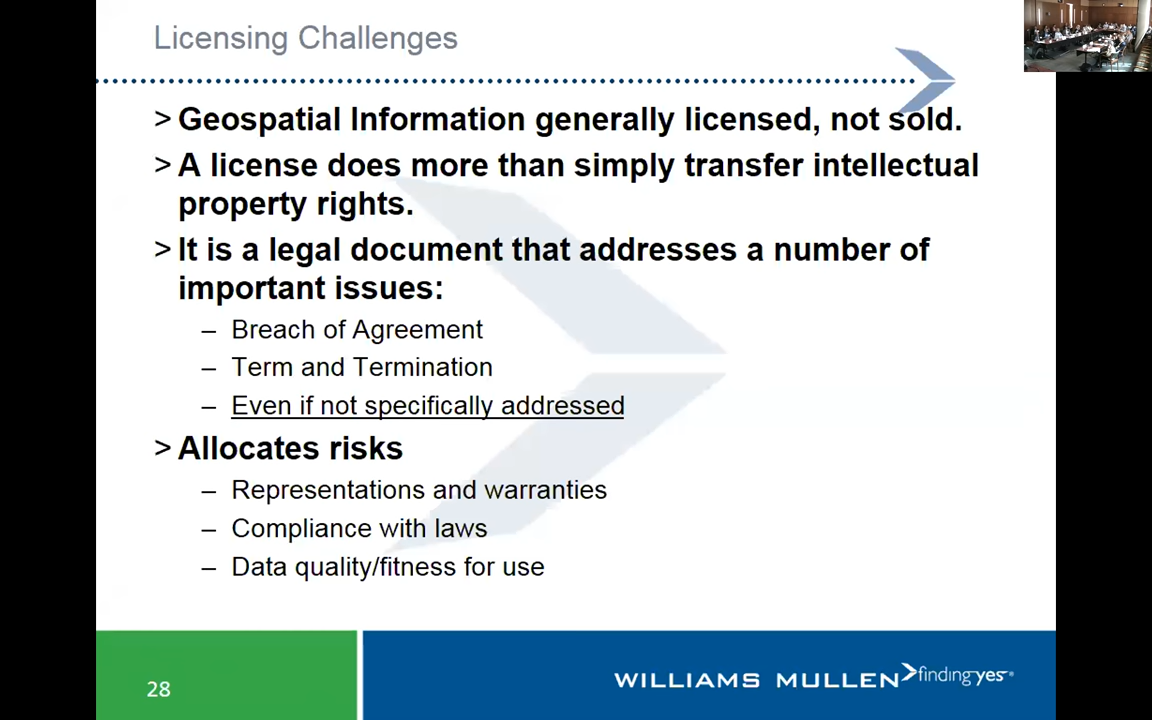 Licensing Challenges
> Geospatial Information generally licensed, not sold.
> A license does more than simply transfer intellectual
property rights.
> It is a legal document that addresses a number of
important issues:
– Breach of Agreement
– Term and Termination
– Even if not specifically addressed
> Allocates risks
– Representations and warranties
– Compliance with laws
– Data quality/fitness for use
28
WILLIAMS MULLEN finding yes®